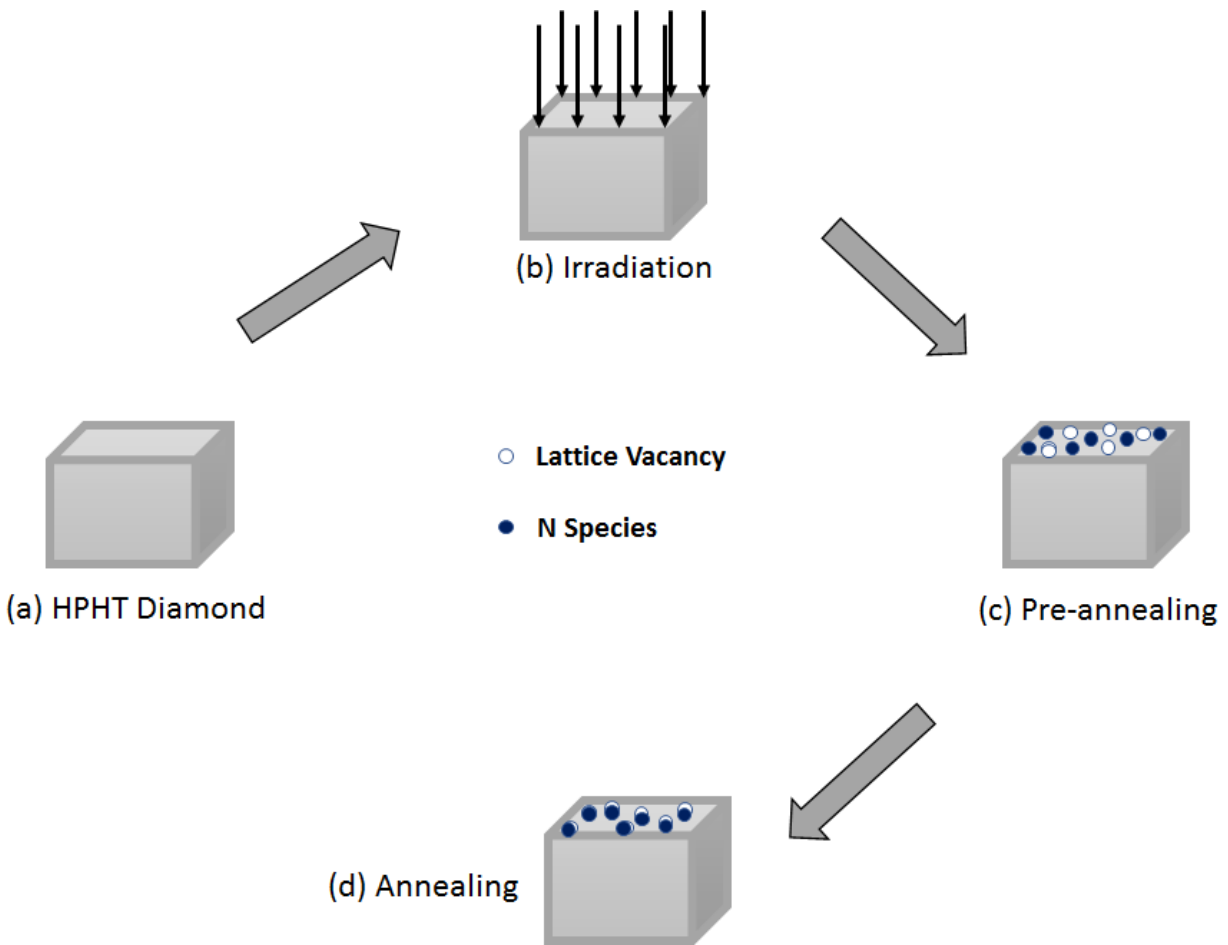 (b) Irradiation
Lattice Vacancy
N Species
(a) HPHT Diamond
(c) Pre-annealing
(d) Annealing